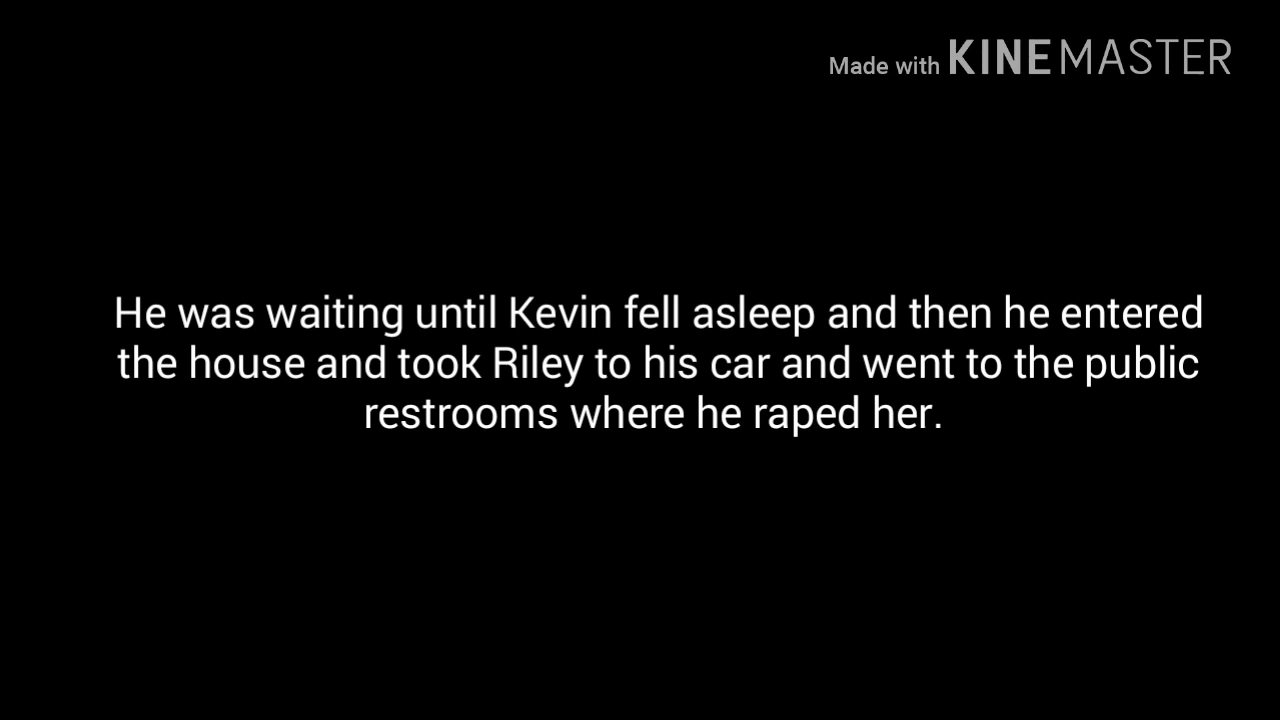 Made with KINEMASTER
He was waiting until Kevin fell asleep and then he entered
the house and took Riley to his car and went to the public
restrooms where he raped her.